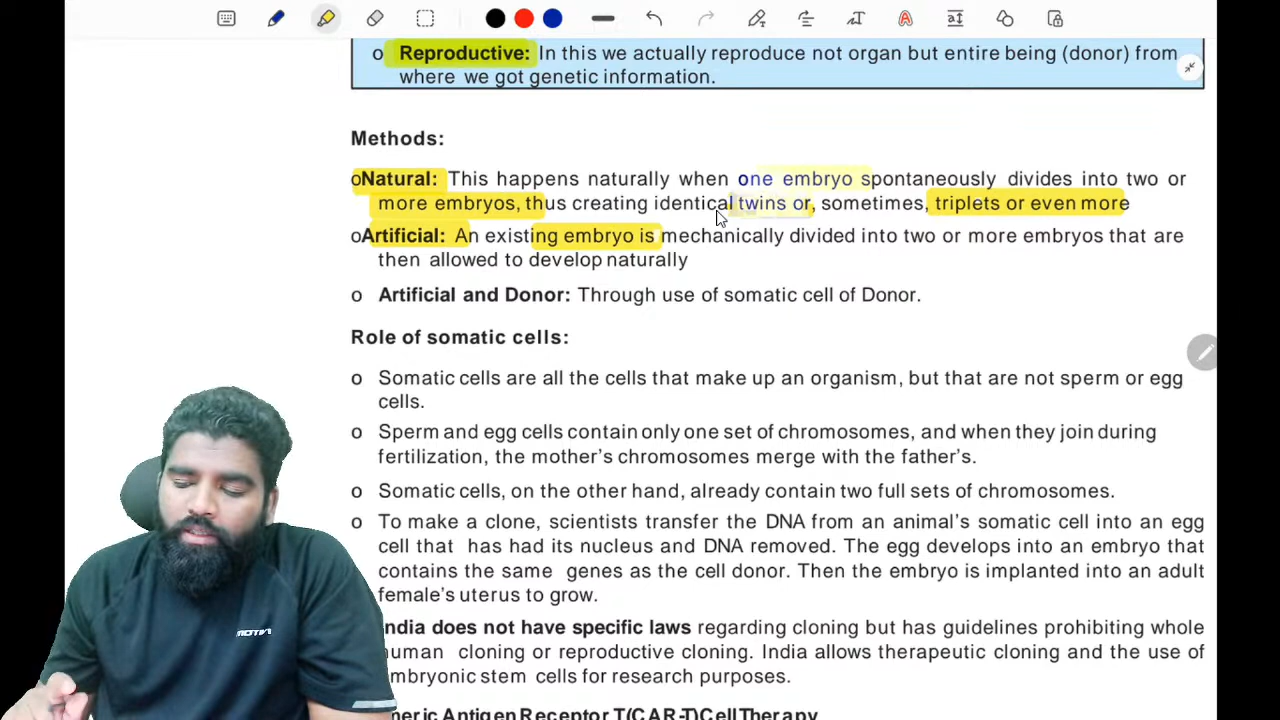 o Reproductive: In this we actually reproduce not organ but entire being (donor) from
where we got genetic information.
Methods:
oNatural: This happens naturally when one embryo spontaneously divides into two or
more embryos, thus creating identical twins or, sometimes, triplets or even more
oArtificial: An existing embryo is mechanically divided into two or more embryos that are
then allowed to develop naturally
o Artificial and Donor: Through use of somatic cell of Donor.
Role of somatic cells:
o Somatic cells are all the cells that make up an organism, but that are not sperm or egg
cells.
o Sperm and egg cells contain only one set of chromosomes, and when they join during
fertilization, the mother's chromosomes merge with the father's.
o Somatic cells, on the other hand, already contain two full sets of chromosomes.
o To make a clone, scientists transfer the DNA from an animal's somatic cell into an egg
cell that has had its nucleus and DNA removed. The egg develops into an embryo that
contains the same genes as the cell donor. Then the embryo is implanted into an adult
female's uterus to grow.
ndia does not have specific laws regarding cloning but has guidelines prohibiting whole
uman cloning or reproductive cloning. India allows therapeutic cloning and the use of
mbryonic stem cells for research purposes.
meric Antigen Receptor T(CAR-T)Cell Therapy